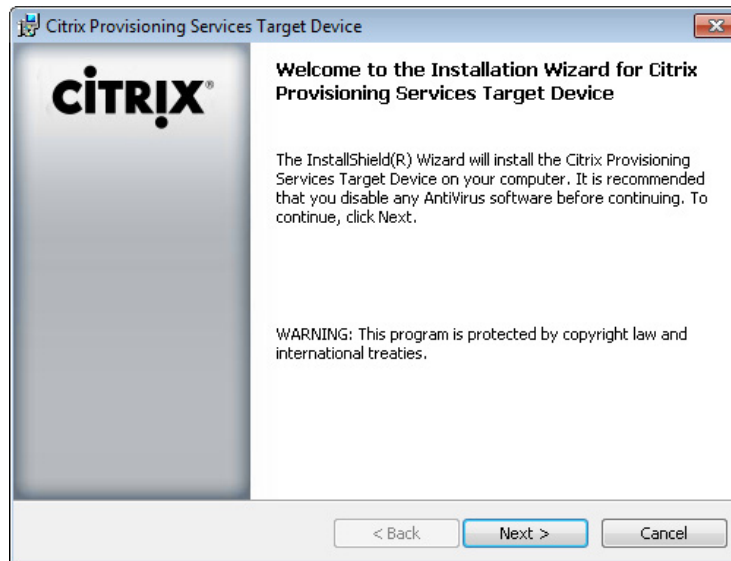 Citrix Provisioning Services Target Device
CiTRIX®
Welcome to the Installation Wizard for Citrix
Provisioning Services Target Device
The InstallShield(R) Wizard will install the Citrix Provisioning
Services Target Device on your computer. It is recommended
that you disable any AntiVirus software before continuing. To
continue, click Next.
WARNING: This program is protected by copyright law and
international treaties.
< Back
Next >
Cancel